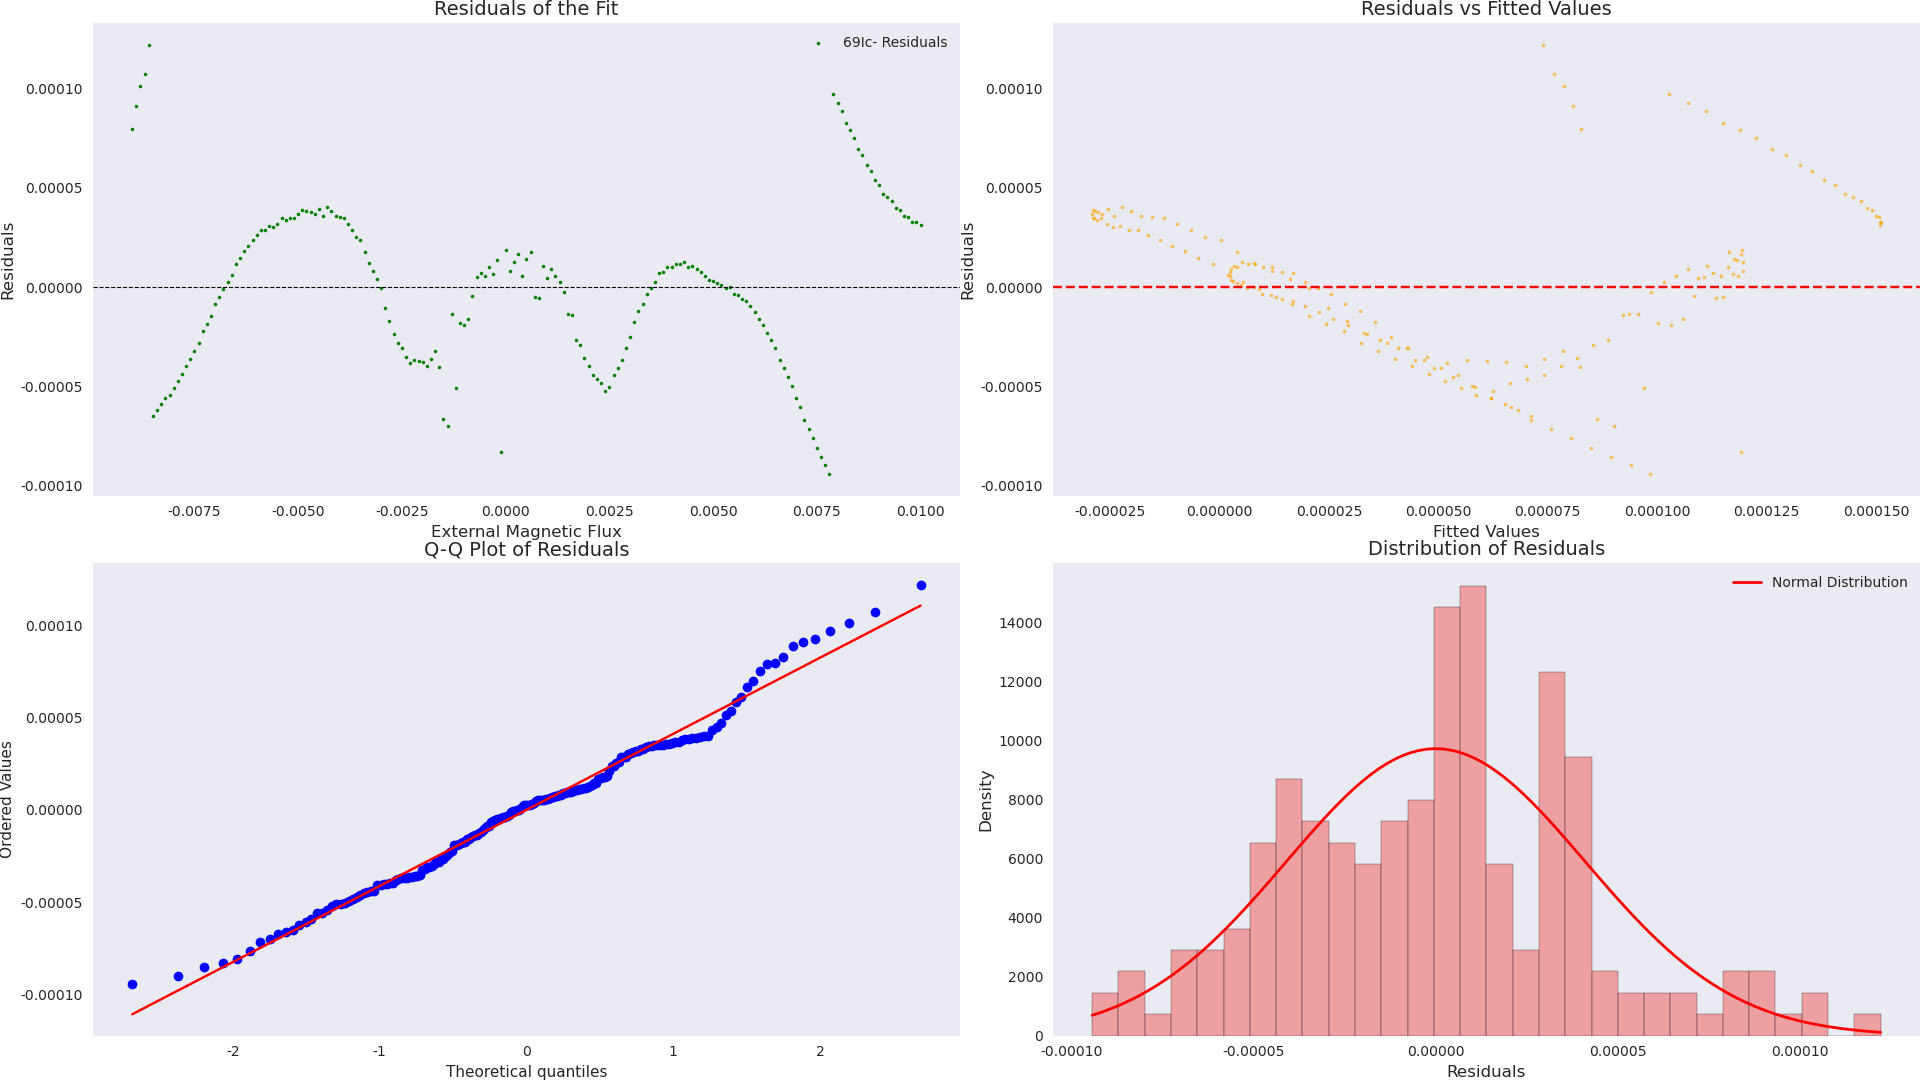 Residuals of the Fit
69Ic- Residuals
0.00010
0.00005
0.00000
-0.00005
-0.00010
Residuals
-0.0075 -0.0050 -0.0025 0.0000 0.0025 0.0050 0.0075 0.0100
External Magnetic Flux
Residuals vs Fitted Values
0.00010
0.00005
0.00000
-0.00005
-0.00010
Residuals
-0.000025 0.000000 0.000025 0.000050 0.000075 0.000100 0.000125 0.000150
Fitted Values
Q-Q Plot of Residuals
0.00010
0.00005
0.00000
-0.00005
-0.00010
Ordered Values
-2 -1 0 1 2
Theoretical quantiles
Distribution of Residuals
Normal Distribution
14000
12000
10000
8000
6000
4000
2000
0
Density
-0.00010 -0.00005 0.00000 0.00005 0.00010
Residuals